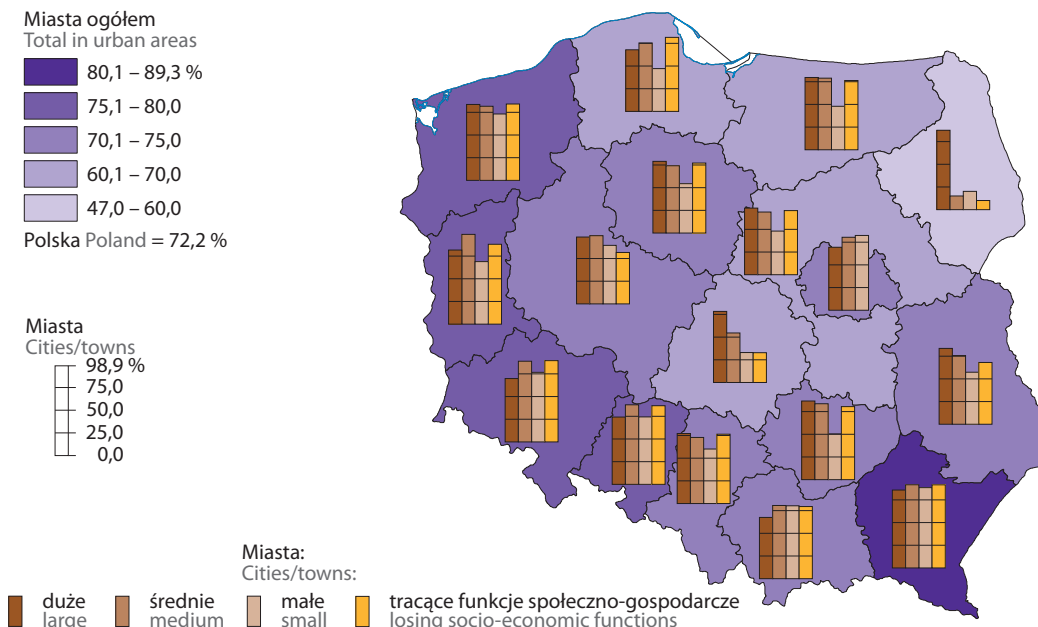 Miasta ogółem
Total in urban areas
80,1 – 89,3 %
75,1 – 80,0
70,1 – 75,0
60,1 – 70,0
47,0 – 60,0
Polska Poland = 72,2 %
Miasta
Cities/towns
98,9 %
75,0
50,0
25,0
0,0
Miasta:
Cities/towns:
duże średnie małe tracące funkcje społeczno-gospodarcze
large medium small losing socio-economic functions